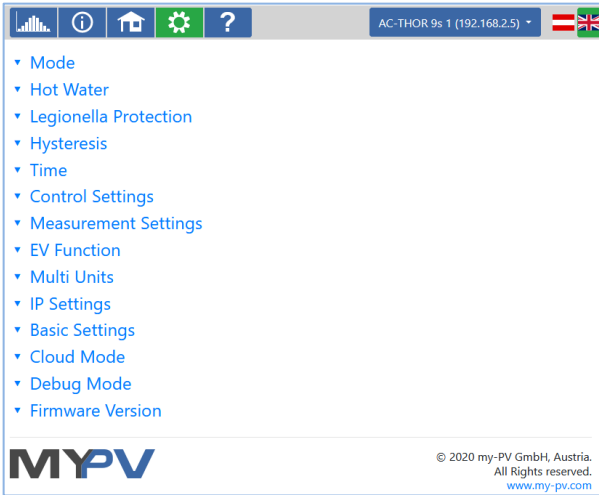 ?
AC-THOR 9s 1 (192.168.2.5)
Mode
Hot Water
Legionella Protection
Hysteresis
Time
Control Settings
Measurement Settings
EV Function
Multi Units
IP Settings
Basic Settings
Cloud Mode
Debug Mode
Firmware Version
MYPV
© 2020 my-PV GmbH, Austria.
All Rights reserved.
www.my-pv.com